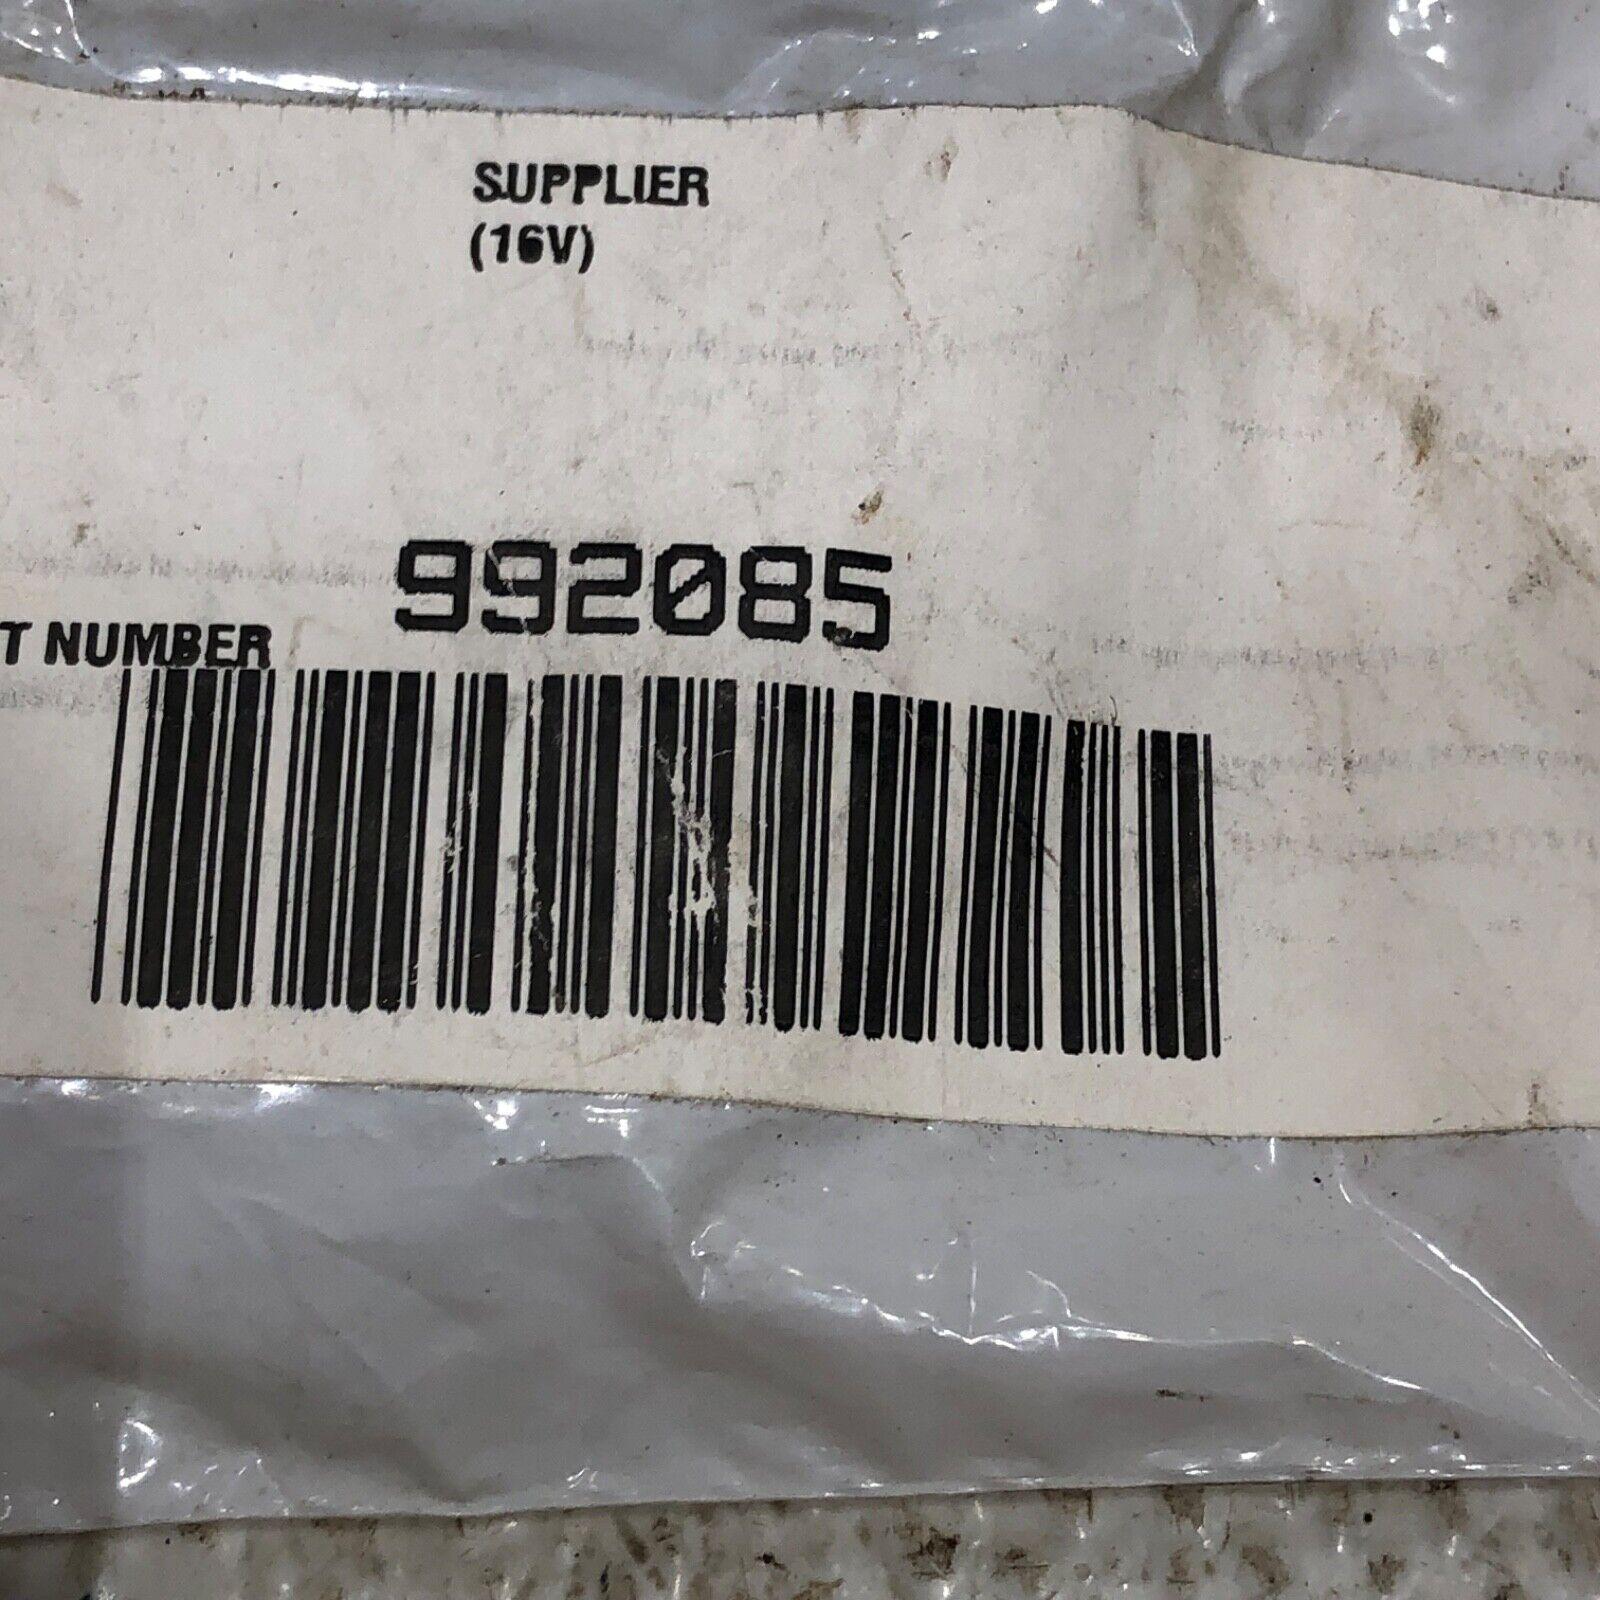 SUPPLIER
(16V)
992085
T NUMBER